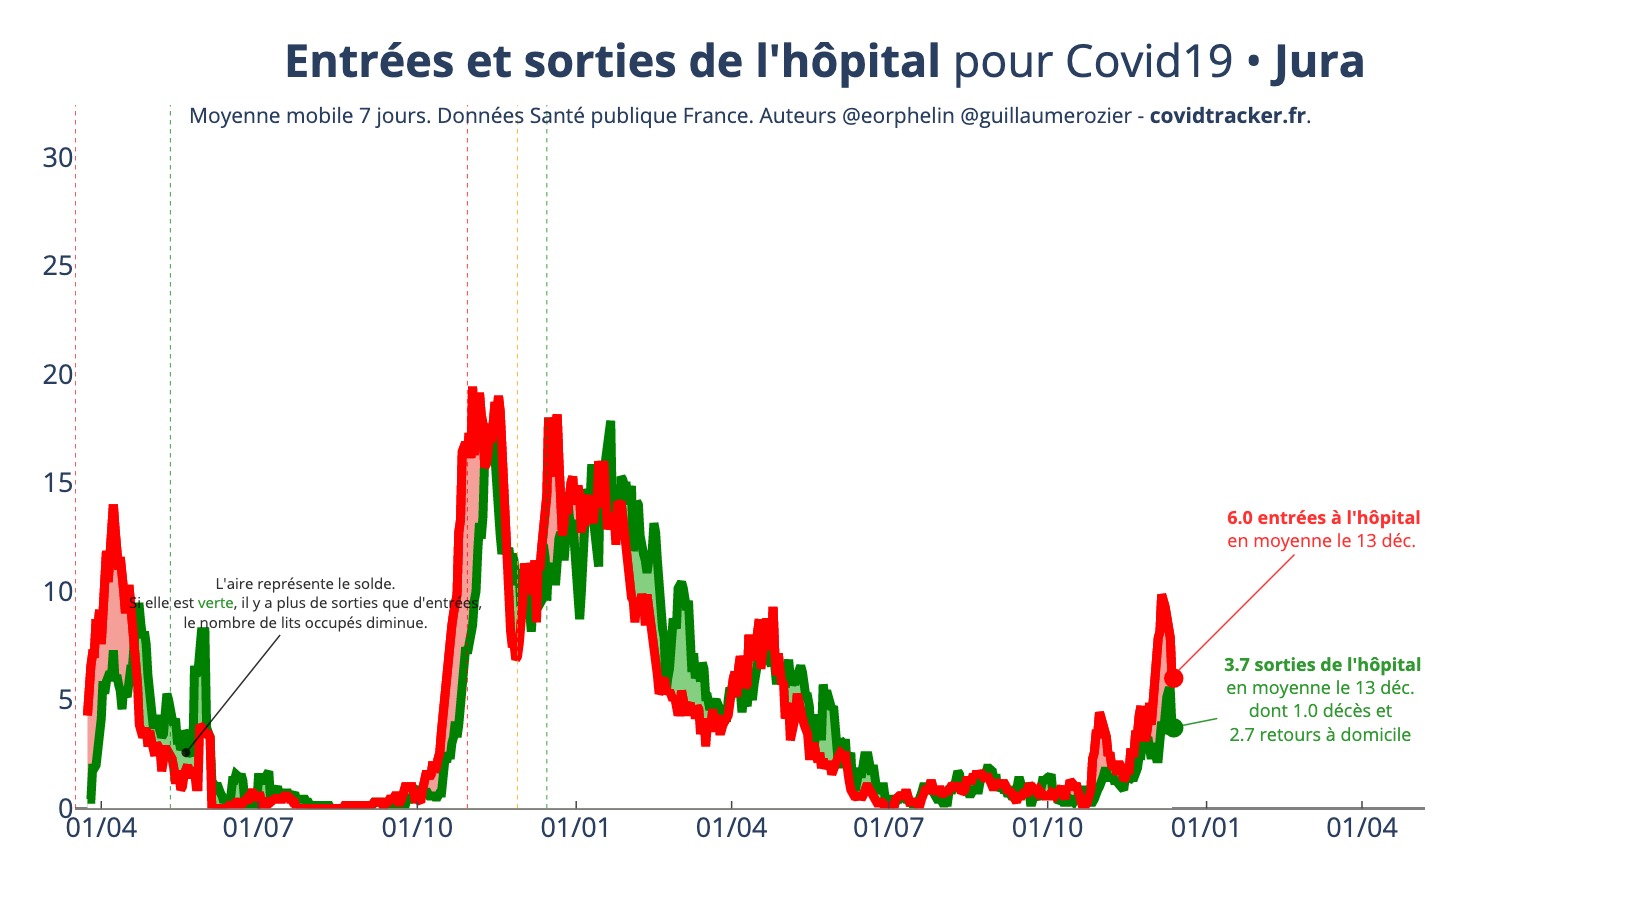 Entrées et sorties de l'hôpital pour Covid19 • Jura
Moyenne mobile 7 jours. Données Santé publique France. Auteurs @eorphelin @guillaumerozier - covidtracker.fr.
30
25
20
15
10
5
0
L'aire représente le solde.
Si elle est verte, il y a plus de sorties que d'entrées,
le nombre de lits occupés diminue.
6.0 entrées à l'hôpital
en moyenne le 13 déc.
3.7 sorties de l'hôpital
en moyenne le 13 déc.
dont 1.0 décès et
2.7 retours à domicile
01/04 01/07 01/10 01/01 01/04 01/07 01/10 01/01 01/04